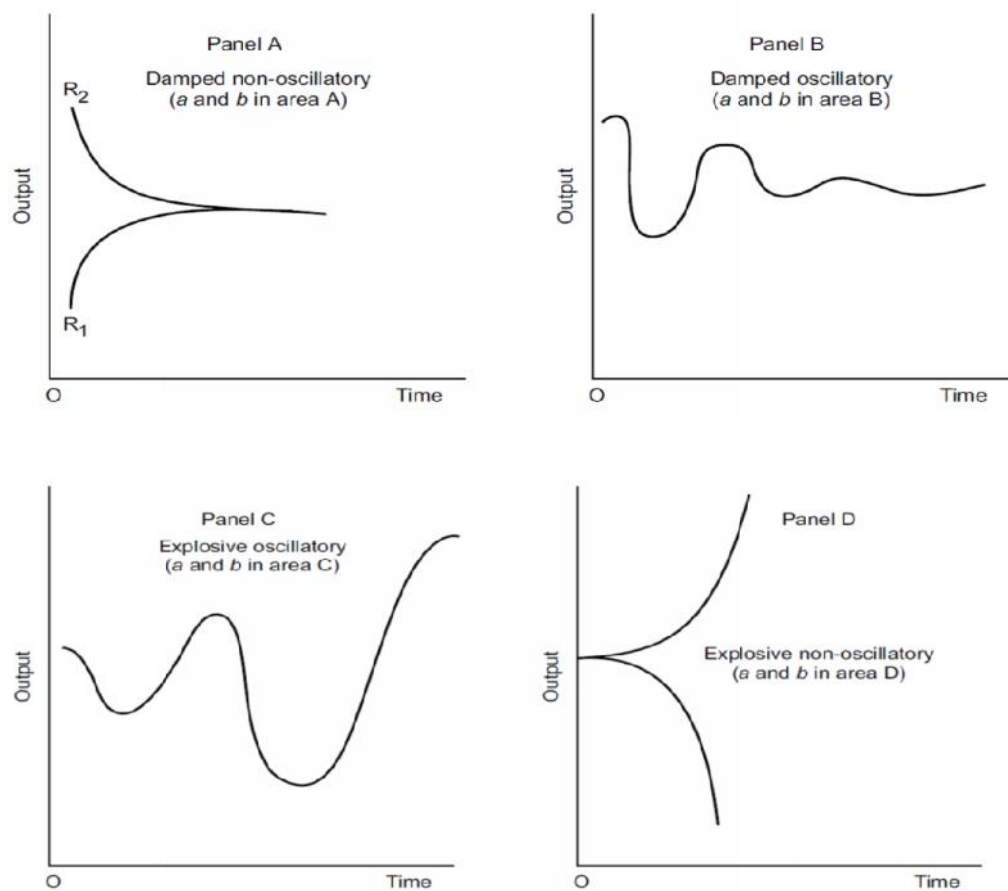 Panel A
Damped non-oscillatory
(a and b in area A)
R2
R1
Output
O
Time
Panel B
Damped oscillatory
(a and b in area B)
Output
O
Time
Panel C
Explosive oscillatory
(a and b in area C)
Output
O
Time
Panel D
Explosive non-oscillatory
(a and b in area D)
Output
O
Time